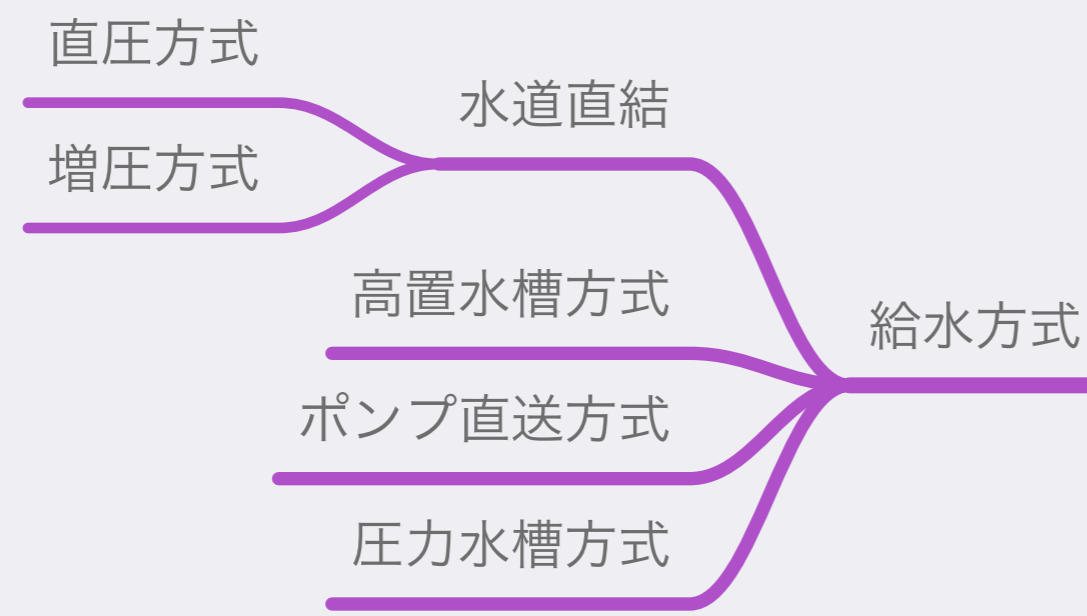 直圧方式
水道直結
増圧方式
高置水槽方式
給水方式
ポンプ直送方式
圧力水槽方式